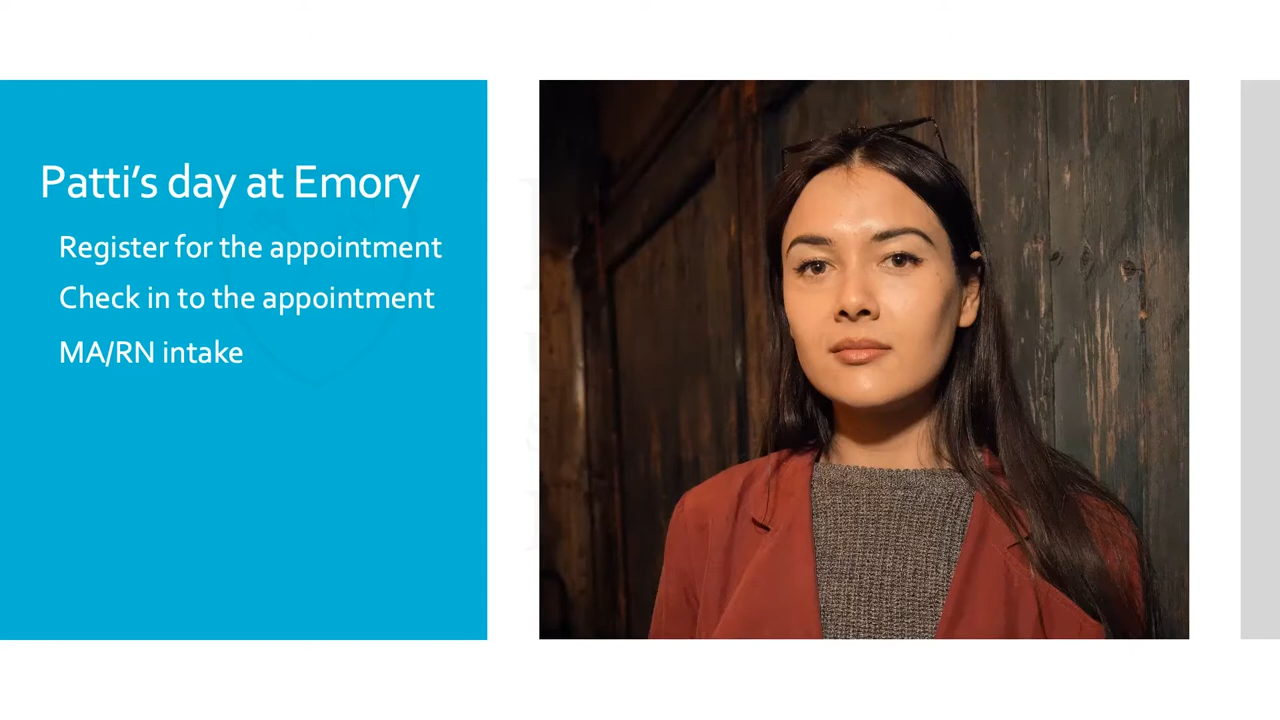 Patti’s day at Emory
Register for the appointment
Check in to the appointment
MA/RN intake